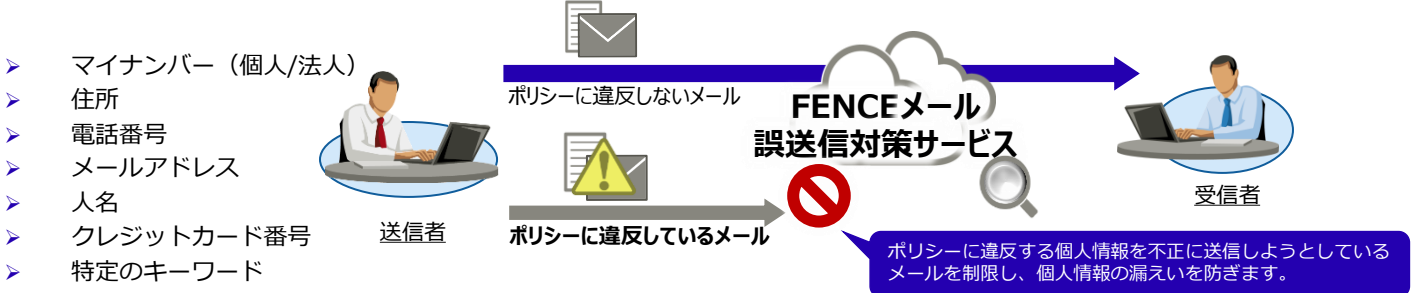 マイナンバー（個人/法人）
住所
電話番号
メールアドレス
人名
クレジットカード番号
特定のキーワード
送信者
ポリシーに違反しないメール
ポリシーに違反しているメール
FENCEメール
誤送信対策サービス
受信者
ポリシーに違反する個人情報を不正に送信しようとしている
メールを制限し、個人情報の漏えいを防ぎます。